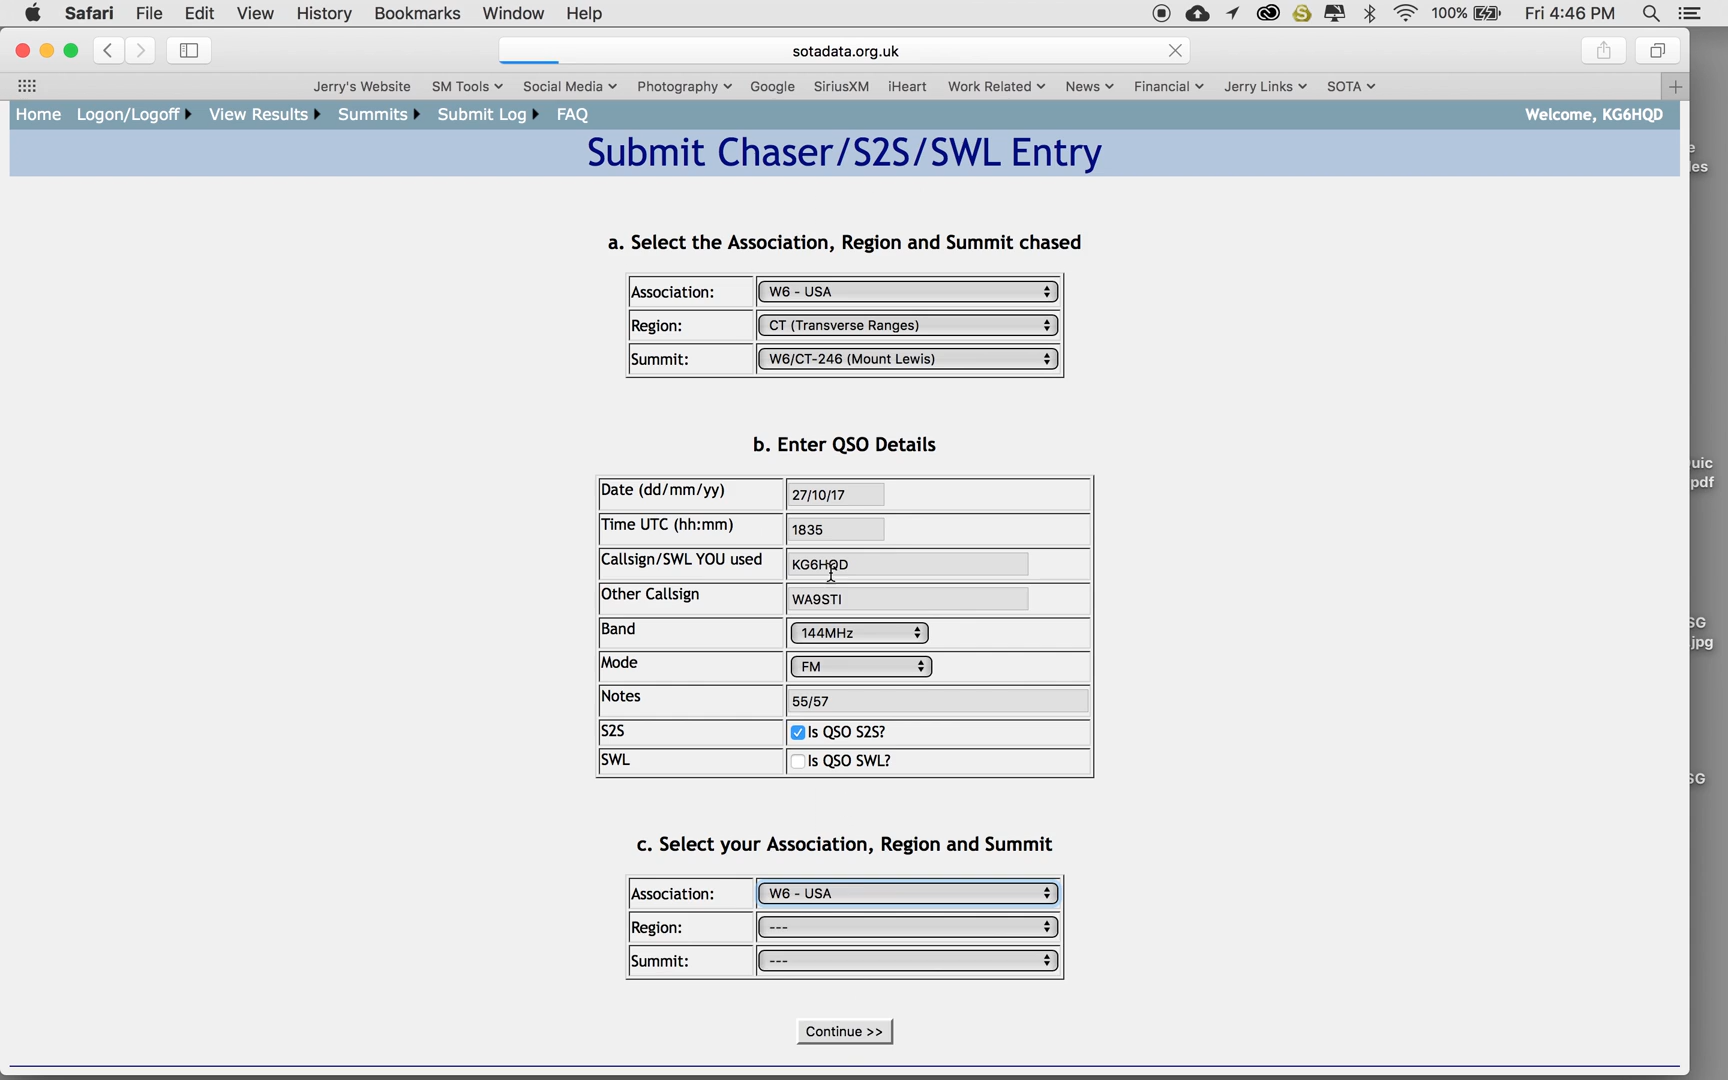 Safari File Edit View History Bookmarks Window Help 100% Fri 4:46 PM
sotadata.org.uk
Jerry's Website SM Tools Social Media Photography Google SiriusXM iHeart Work Related News Financial Jerry Links SOTA
Home Logon/Logoff View Results Summits Submit Log FAQ Welcome, KG6HQD
Submit Chaser/S2S/SWL Entry
a. Select the Association, Region and Summit chased
Association: W6 - USA
Region: CT (Transverse Ranges)
Summit: W6/CT-246 (Mount Lewis)
b. Enter QSO Details
Date (dd/mm/yy) 27/10/17
Time UTC (hh:mm) 1835
Callsign/SWL YOU used KG6HQD
Other Callsign WA9STI
Band 144MHz
Mode FM
Notes 55/57
S2S Is QSO S2S?
SWL Is QSO SWL?
c. Select your Association, Region and Summit
Association: W6 - USA
Region: ---
Summit: ---
Continue >>
e
les
uic
pdf
SG
jpg
SG